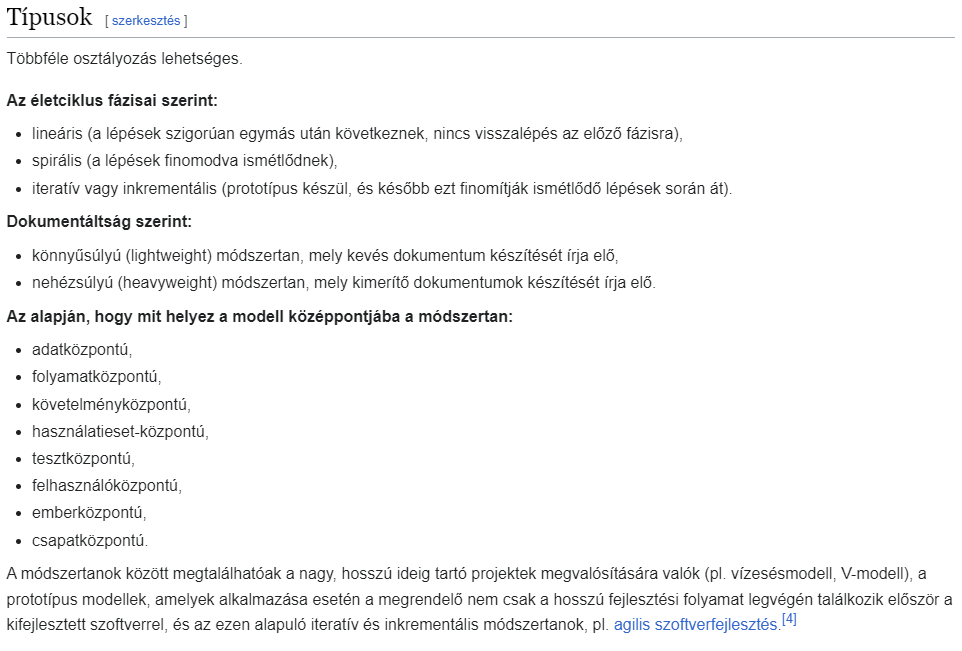 Típusok [ szerkesztés ]
Többféle osztályozás lehetséges.
Az életciklus fázisai szerint:
• lineáris (a lépések szigorúan egymás után következnek, nincs visszalépés az előző fázisra),
• spirális (a lépések finomodva ismétlődnek),
• iteratív vagy inkrementális (prototípus készül, és később ezt finomítják ismétlődő lépések során át).
Dokumentáltság szerint:
• könnyűsúlyú (lightweight) módszertan, mely kevés dokumentum készítését írja elő,
• nehézsúlyú (heavyweight) módszertan, mely kimerítő dokumentumok készítését írja elő.
Az alapján, hogy mit helyez a modell középpontjába a módszertan:
• adatközpontú,
• folyamatközpontú,
• követelményközpontú,
• használatieset-központú,
• tesztközpontú,
• felhasználóközpontú,
• emberközpontú,
• csapatközpontú.
A módszertanok között megtalálhatóak a nagy, hosszú ideig tartó projektek megvalósítására valók (pl. vízesésmodell, V-modell), a
prototípus modellek, amelyek alkalmazása esetén a megrendelő nem csak a hosszú fejlesztési folyamat legvégén találkozik először a
kifejlesztett szoftverrel, és az ezen alapuló iteratív és inkrementális módszertanok, pl. agilis szoftverfejlesztés.[4]